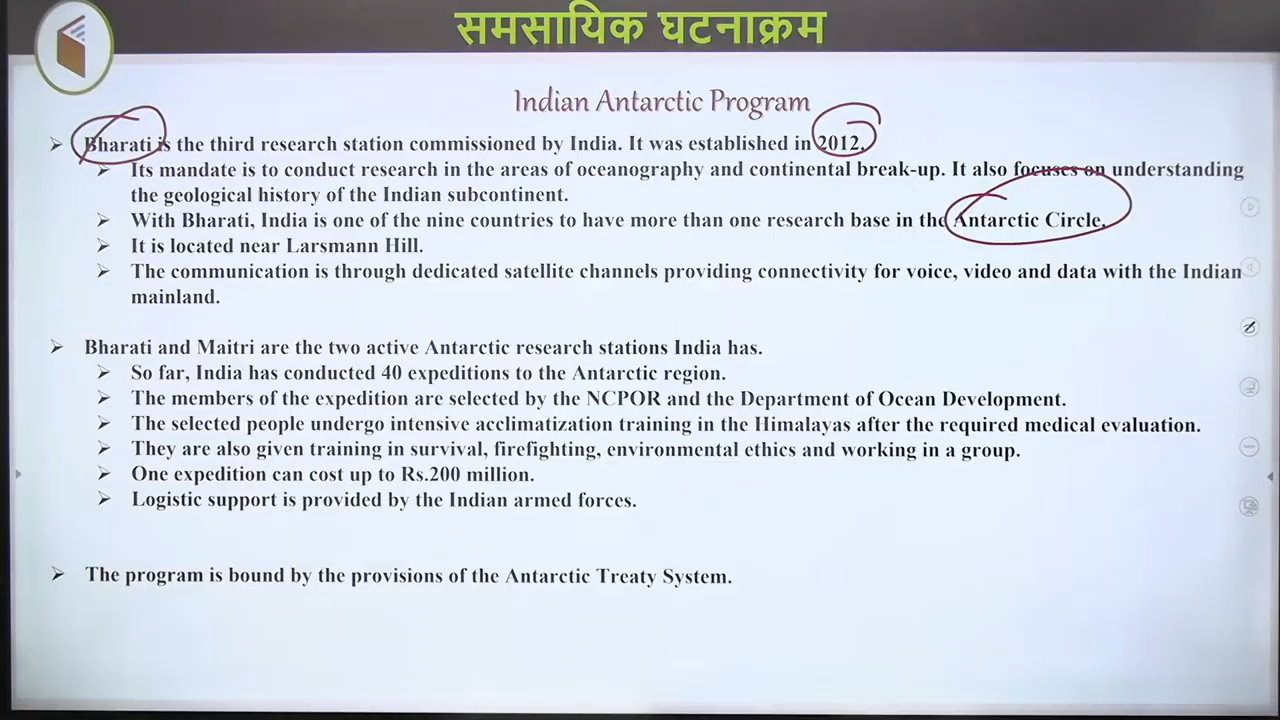 समसायिक घटनाक्रम
Indian Antarctic Program
Bharati is the third research station commissioned by India. It was established in 2012.
Its mandate is to conduct research in the areas of oceanography and continental break-up. It also focuses on understanding
the geological history of the Indian subcontinent.
With Bharati, India is one of the nine countries to have more than one research base in the Antarctic Circle.
It is located near Larsmann Hill.
The communication is through dedicated satellite channels providing connectivity for voice, video and data with the Indian
mainland.
Bharati and Maitri are the two active Antarctic research stations India has.
So far, India has conducted 40 expeditions to the Antarctic region.
The members of the expedition are selected by the NCPOR and the Department of Ocean Development.
The selected people undergo intensive acclimatization training in the Himalayas after the required medical evaluation.
They are also given training in survival, firefighting, environmental ethics and working in a group.
One expedition can cost up to Rs.200 million.
Logistic support is provided by the Indian armed forces.
The program is bound by the provisions of the Antarctic Treaty System.